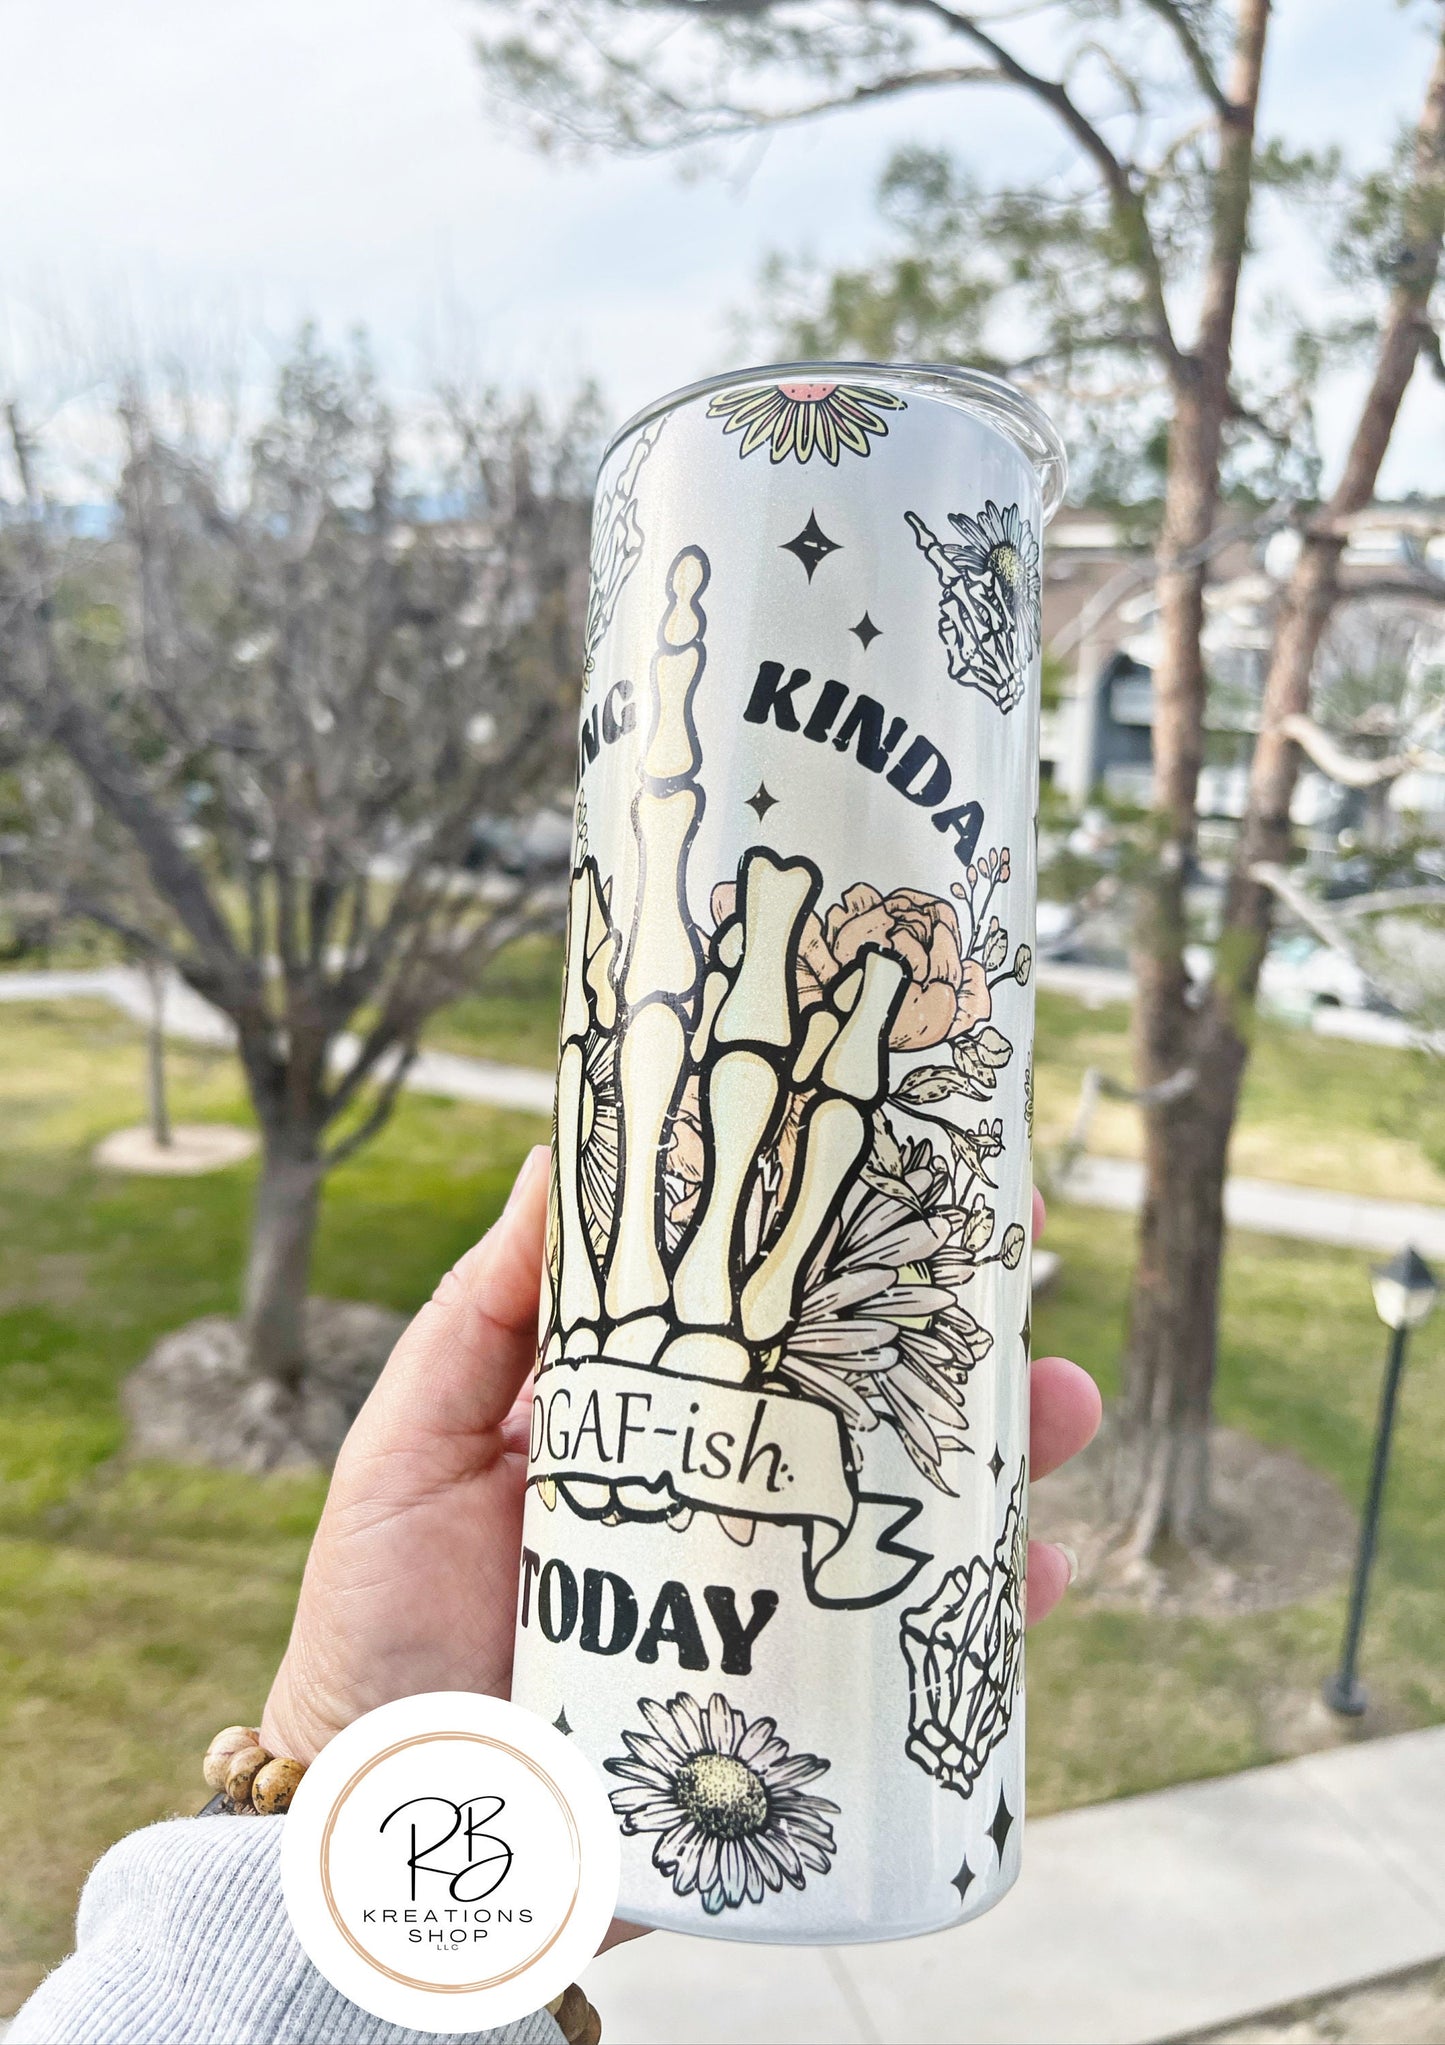 KINDA
DGAF-ish.
TODAY
RB
KREATIONS
SHOP
LLC